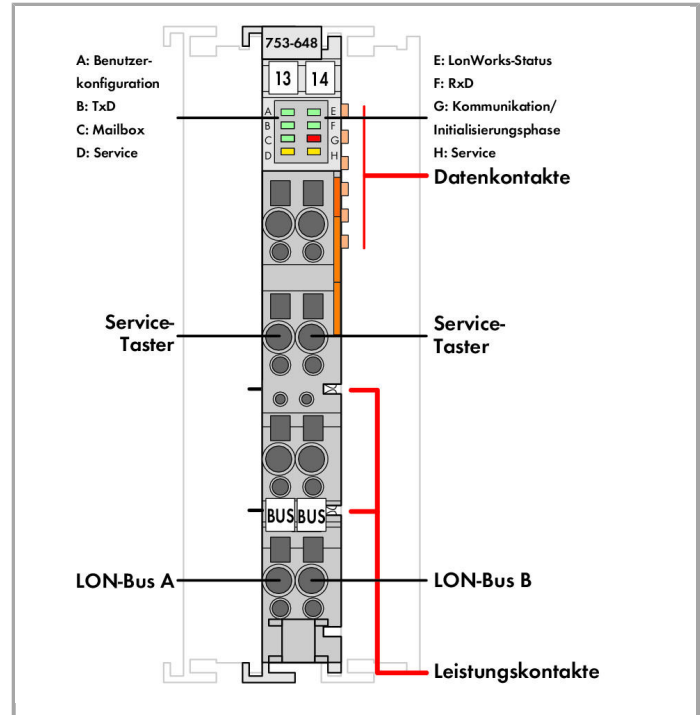 753-648
13 14
A: Benutzer-
konfiguration
B: TxD
C: Mailbox
D: Service
A
B
C
D
E
F
G
H
E: LonWorks-Status
F: RxD
G: Kommunikation/
Initialisierungsphase
H: Service
Datenkontakte
Service-
Taster
Service-
Taster
BUS BUS
LON-Bus A
LON-Bus B
Leistungskontakte